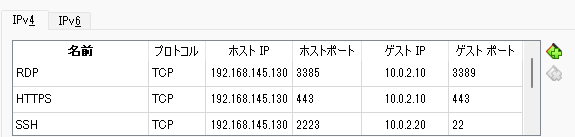 IPv4 IPv6
名前 プロトコル ホスト IP ホストポート ゲスト IP ゲスト ポート
RDP TCP 192.168.145.130 3385 10.0.2.10 3389
HTTPS TCP 192.168.145.130 443 10.0.2.10 443
SSH TCP 192.168.145.130 2223 10.0.2.20 22